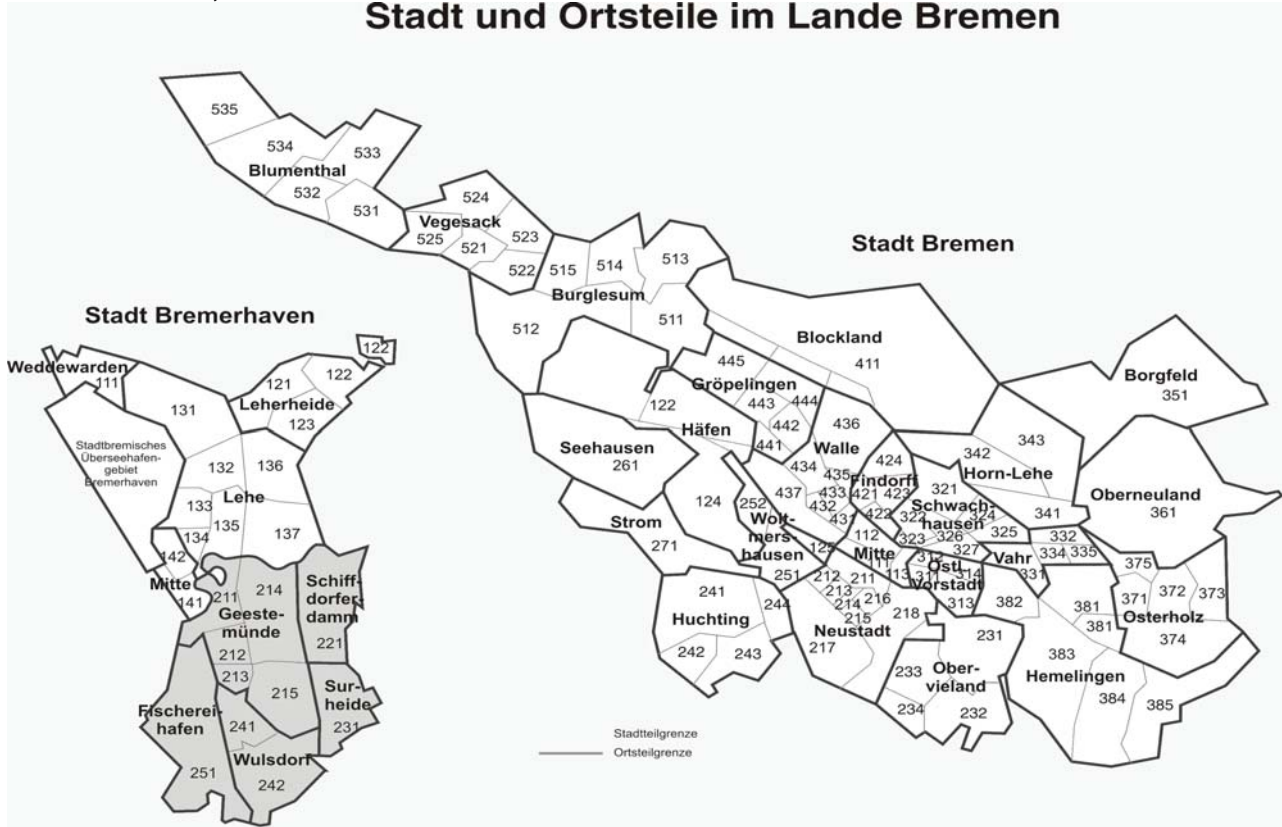 Stadt und Ortsteile im Lande Bremen
535
534
533
Blumenthal
532
531
524
Vegesack
525
521
523
522
515
514
513
Burglesum
512
511
Stadt Bremen
Blockland
411
Borgfeld
351
Stadt Bremerhaven
Weddewarden
111
122
121
122
Leherheide
123
131
Stadtbremisches
Überseehafen-
gebiet
Bremerhaven
132
136
Lehe
133
135
134
137
142
Mitte
141
211
214
Geeste-
münde
212
213
215
Schiff-
dorfer-
damm
221
Sur-
heide
231
Fischerei-
hafen
251
241
Wulsdorf
242
445
Gröpelingen
443
444
442
441
122
Häfen
Seehausen
261
124
Strom
271
252
Wolt-
mers-
hausen
251
125
436
Walle
434
435
437
433
432
431
424
Findorff
421
423
422
343
342
Horn-Lehe
341
321
Schwach-
hausen
322
324
323
326
325
327
Oberneuland
361
332
334
335
Vahr
331
112
Mitte
111
113
312
Östl.
Vorstadt
311
314
313
241
244
Huchting
242
243
212
211
213
214
216
215
218
Neustadt
217
231
233
Ober-
vieland
234
232
382
381
381
383
Hemelingen
384
385
375
371
372
373
Osterholz
374
Stadtteilgrenze
Ortsteilgrenze